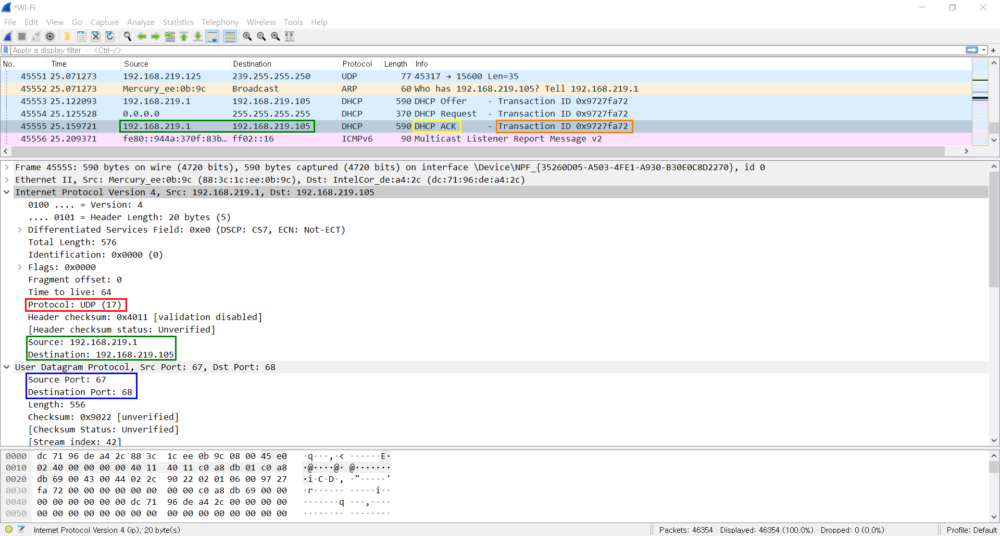 *Wi-Fi
File Edit View Go Capture Analyze Statistics Telephony Wireless Tools Help
Apply a display filter ··· <Ctrl-/>
No. Time Source Destination Protocol Length Info
45551 25.071273 192.168.219.125 239.255.255.250 UDP 77 45317 → 15600 Len=35
45552 25.071273 Mercury_ee:0b:9c Broadcast ARP 60 Who has 192.168.219.105? Tell 192.168.219.1
45553 25.122093 192.168.219.1 192.168.219.105 DHCP 590 DHCP Offer - Transaction ID 0x9727fa72
45554 25.125528 0.0.0.0 255.255.255.255 DHCP 370 DHCP Request - Transaction ID 0x9727fa72
45555 25.159721 192.168.219.1 192.168.219.105 DHCP 590 DHCP ACK - Transaction ID 0x9727fa72
45556 25.209371 fe80::944a:370f:83b… ff02::16 ICMPv6 90 Multicast Listener Report Message v2
Frame 45555: 590 bytes on wire (4720 bits), 590 bytes captured (4720 bits) on interface \Device\NPF_{35260D05-A503-4FE1-A930-B30E0C8D2270}, id 0
Ethernet II, Src: Mercury_ee:0b:9c (88:3c:1c:ee:0b:9c), Dst: IntelCor_de:a4:2c (dc:71:96:de:a4:2c)
Internet Protocol Version 4, Src: 192.168.219.1, Dst: 192.168.219.105
0100 .... = Version: 4
.... 0101 = Header Length: 20 bytes (5)
Differentiated Services Field: 0xe0 (DSCP: CS7, ECN: Not-ECT)
Total Length: 576
Identification: 0x0000 (0)
Flags: 0x0000
Fragment offset: 0
Time to live: 64
Protocol: UDP (17)
Header checksum: 0x4011 [validation disabled]
[Header checksum status: Unverified]
Source: 192.168.219.1
Destination: 192.168.219.105
User Datagram Protocol, Src Port: 67, Dst Port: 68
Source Port: 67
Destination Port: 68
Length: 556
Checksum: 0x9022 [unverified]
[Checksum Status: Unverified]
[Stream index: 42]
0000 dc 71 96 de a4 2c 88 3c 1c ee 0b 9c 08 00 45 e0 ·q···,·< ······E·
0010 02 40 00 00 00 00 40 11 40 11 c0 a8 db 01 c0 a8 ·@····@· @·······
0020 db 69 00 43 00 44 02 2c 90 22 02 01 06 00 97 27 ·i·C·D·, ·"·····'
0030 fa 72 00 00 00 00 00 00 00 00 c0 a8 db 69 00 00 ·r······ ·····i··
0040 00 00 00 00 00 00 dc 71 96 de a4 2c 00 00 00 00 ·······q ···,····
0050 00 00 00 00 00 00 00 00 00 00 00 00 00 00 00 00 ········ ········
Internet Protocol Version 4 (ip), 20 byte(s) Packets: 46354 · Displayed: 46354 (100.0%) · Dropped: 0 (0.0%) Profile: Default